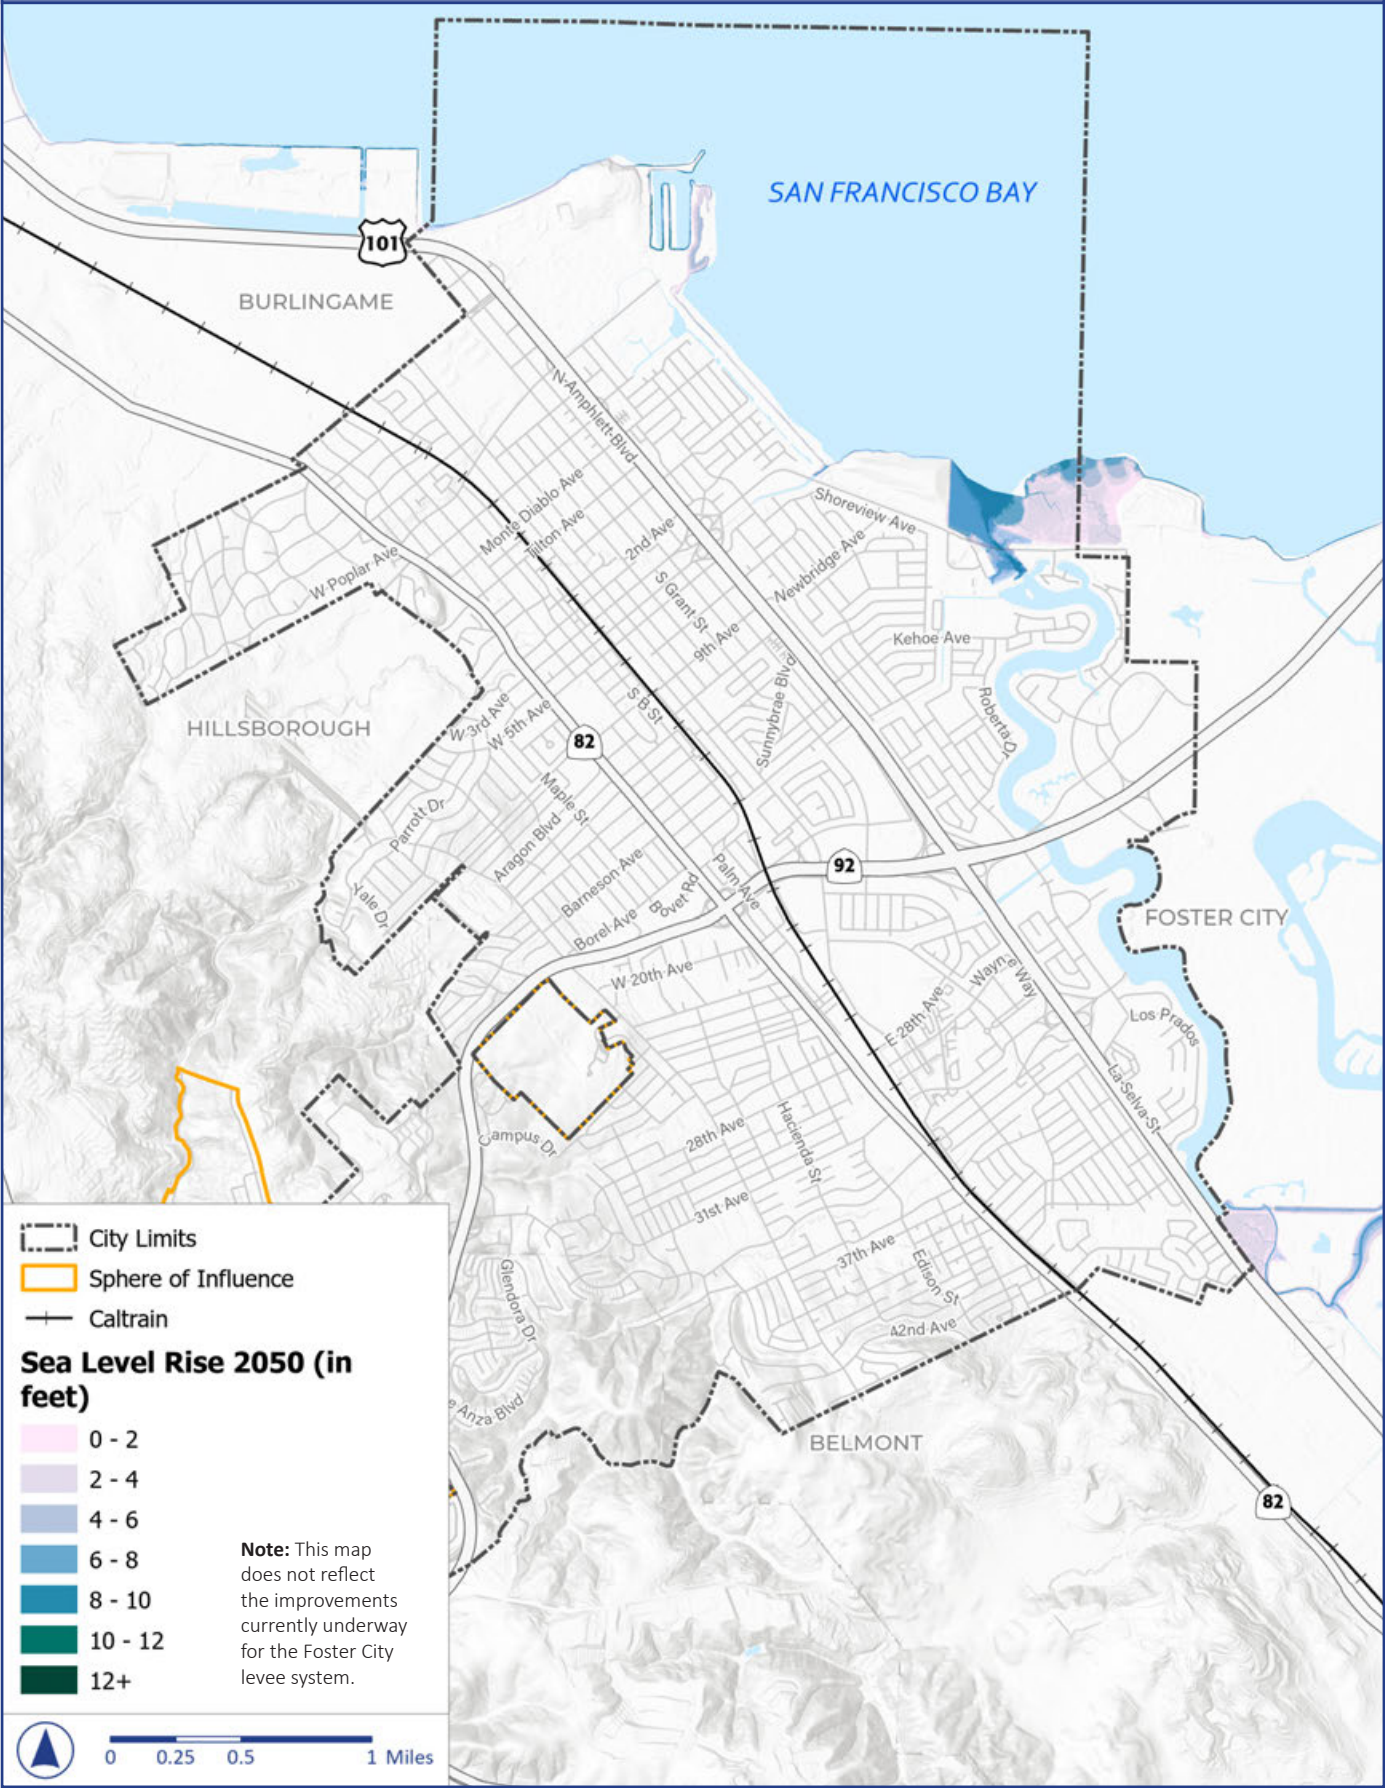 SAN FRANCISCO BAY
101
BURLINGAME
N Amphlett Blvd
Monte Diablo Ave
Tilton Ave
2nd Ave
Shoreview Ave
Newbridge Ave
W Poplar Ave
S Grant St
9th Ave
Kehoe Ave
HILLSBOROUGH
W 3rd Ave
W 5th Ave
S B St
Sunnybrae Blvd
Roberta Dr
82
Maple St
Parrott Dr
Aragon Blvd
Barneson Ave
Palm Ave
92
Yale Dr
Bovet Rd
Borel Ave
FOSTER CITY
W 20th Ave
Wayne Way
E 28th Ave
Los Prados
La Selva St
Campus Dr
28th Ave
Hacienda St
31st Ave
37th Ave
Edison St
Glendora Dr
42nd Ave
e Anza Blvd
BELMONT
82
City Limits
Sphere of Influence
Caltrain
Sea Level Rise 2050 (in
feet)
0 - 2
2 - 4
4 - 6
6 - 8
8 - 10
10 - 12
12+
Note: This map
does not reflect
the improvements
currently underway
for the Foster City
levee system.
0 0.25 0.5 1 Miles